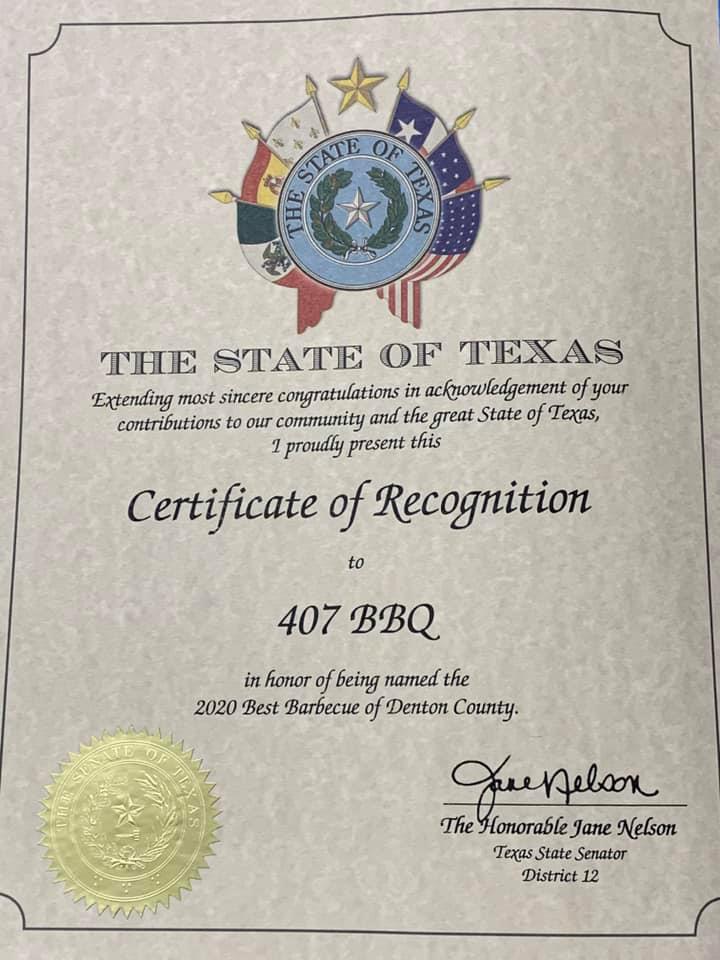 THE STATE OF TEXAS
THE STATE OF TEXAS
Extending most sincere congratulations in acknowledgement of your
contributions to our community and the great State of Texas,
I proudly present this
Certificate of Recognition
to
407 BBQ
in honor of being named the
2020 Best Barbecue of Denton County.
THE SENATE OF TEXAS
Jane Nelson
The Honorable Jane Nelson
Texas State Senator
District 12